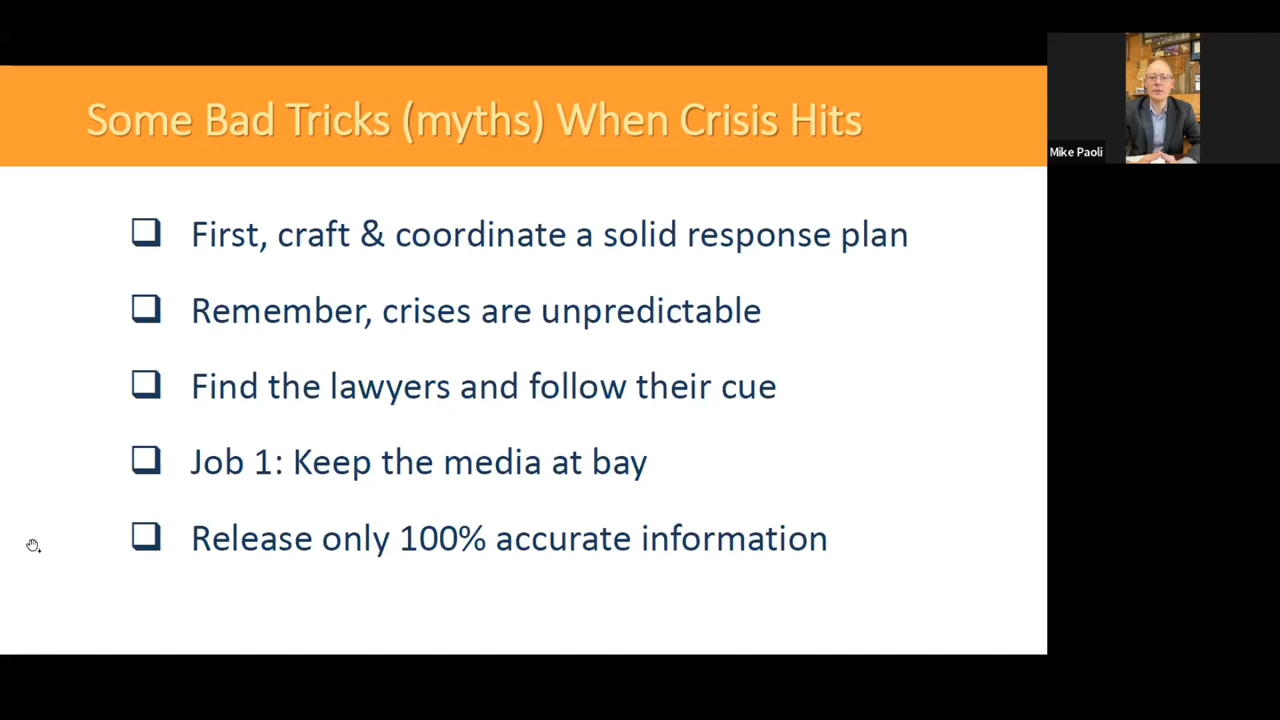 Some Bad Tricks (myths) When Crisis Hits
First, craft & coordinate a solid response plan
Remember, crises are unpredictable
Find the lawyers and follow their cue
Job 1: Keep the media at bay
Release only 100% accurate information
Mike Paoli